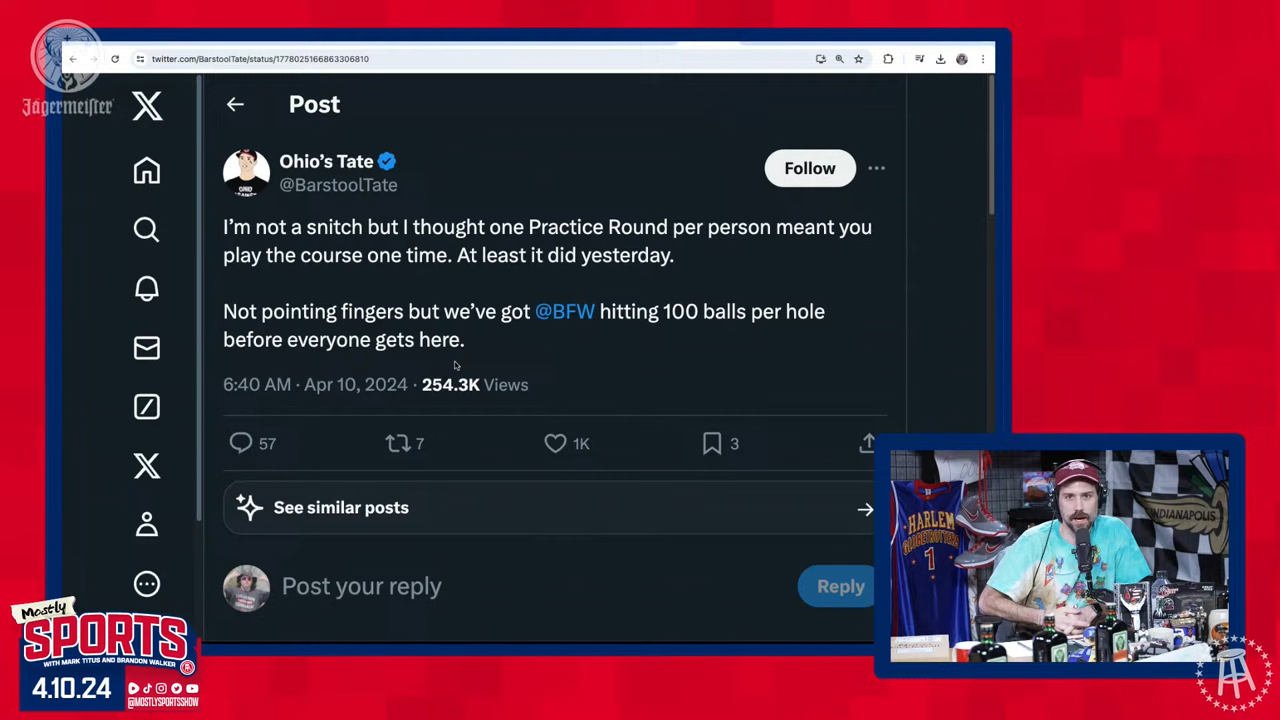 Jägermeister
twitter.com/BarstoolTate/status/1778025166863306810
Post
Ohio’s Tate
@BarstoolTate
Follow
I’m not a snitch but I thought one Practice Round per person meant you
play the course one time. At least it did yesterday.
Not pointing fingers but we’ve got @BFW hitting 100 balls per hole
before everyone gets here.
6:40 AM · Apr 10, 2024 · 254.3K Views
57
7
1K
3
See similar posts
Post your reply
Reply
HARLEM
GLOBETROTTERS
1
INDIANAPOLIS
Mostly
SPORTS
WITH MARK TITUS AND BRANDON WALKER
4.10.24
@MOSTLYSPORTSSHOW